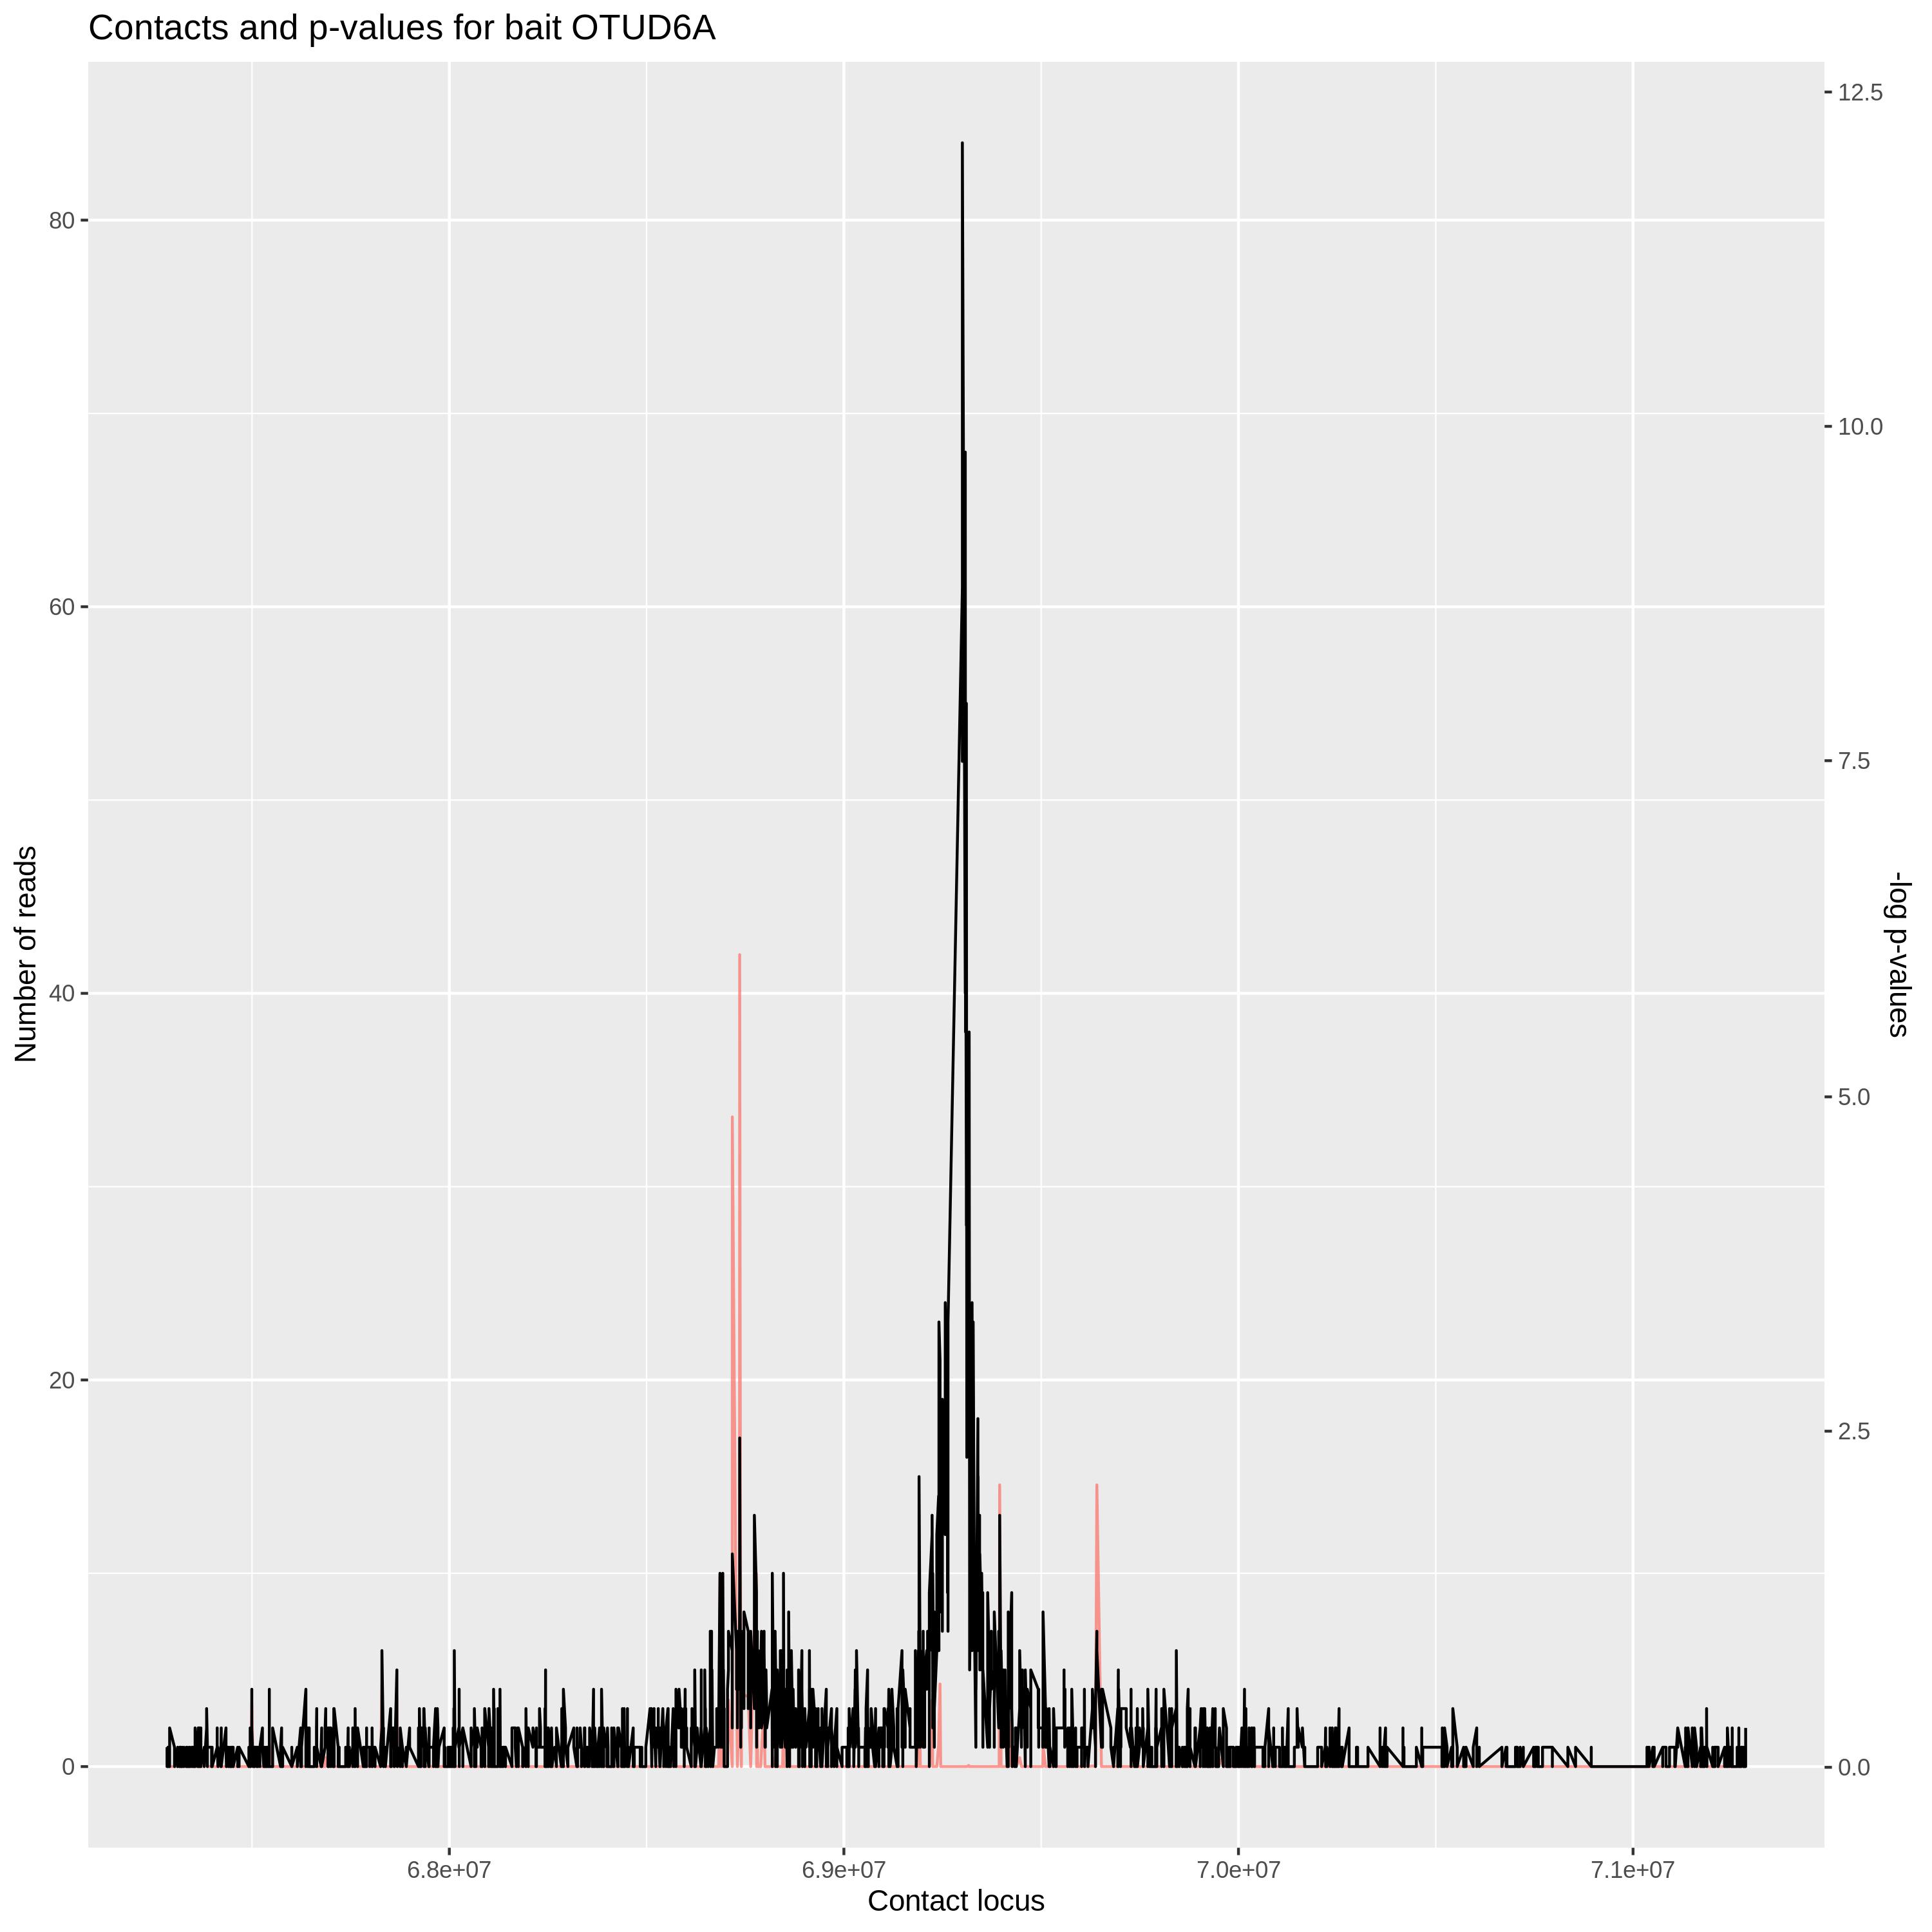 Contacts and p-values for bait OTUD6A
Number of reads
80
60
40
20
0
12.5
10.0
7.5
5.0
2.5
0.0
-log p-values
6.8e+07 6.9e+07 7.0e+07 7.1e+07
Contact locus